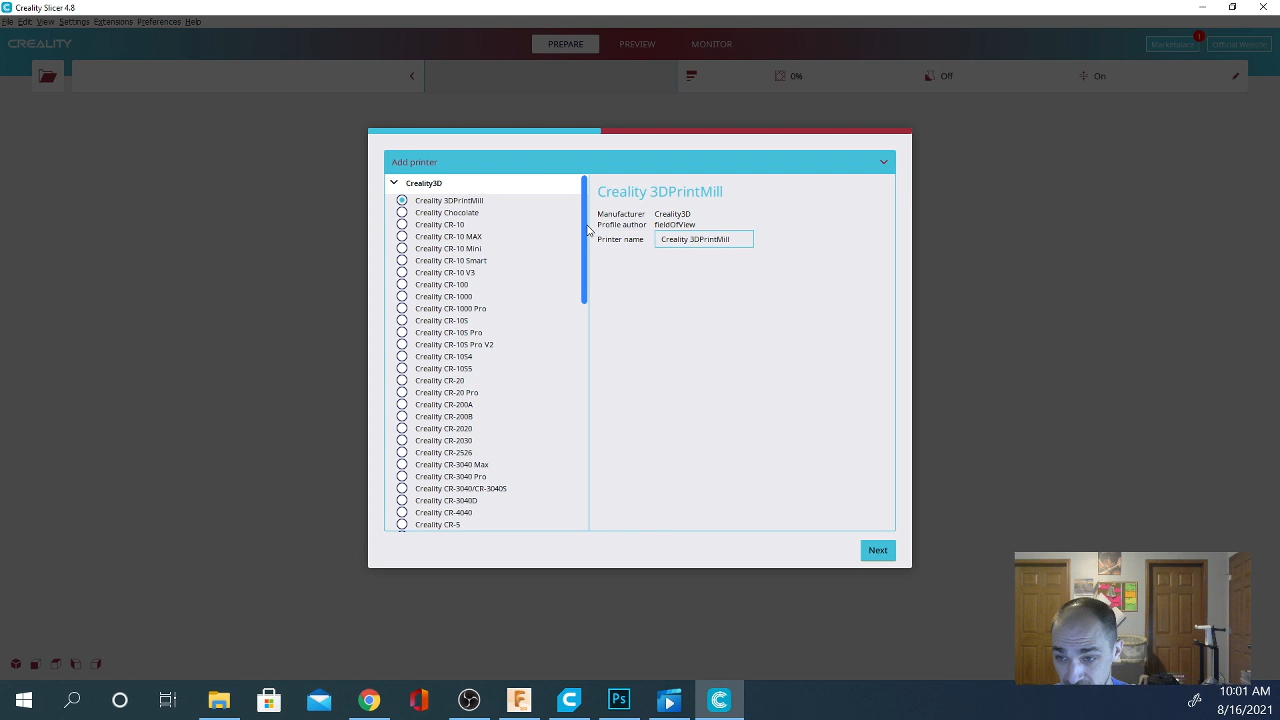 Creality Slicer 4.8
File Edit View Settings Extensions Preferences Help
CREALITY
PREPARE PREVIEW MONITOR
Marketplace 1 Official Website
0% Off On
Add printer
Creality3D
Creality 3DPrintMill
Creality Chocolate
Creality CR-10
Creality CR-10 MAX
Creality CR-10 Mini
Creality CR-10 Smart
Creality CR-10 V3
Creality CR-100
Creality CR-1000
Creality CR-1000 Pro
Creality CR-10S
Creality CR-10S Pro
Creality CR-10S Pro V2
Creality CR-10S4
Creality CR-10S5
Creality CR-20
Creality CR-20 Pro
Creality CR-200A
Creality CR-200B
Creality CR-2020
Creality CR-2030
Creality CR-2526
Creality CR-3040 Max
Creality CR-3040 Pro
Creality CR-3040/CR-3040S
Creality CR-3040D
Creality CR-4040
Creality CR-5
Creality 3DPrintMill
Manufacturer Creality3D
Profile author fieldOfView
Printer name Creality 3DPrintMill
Next
Ps
:01 AM
8/16/2021